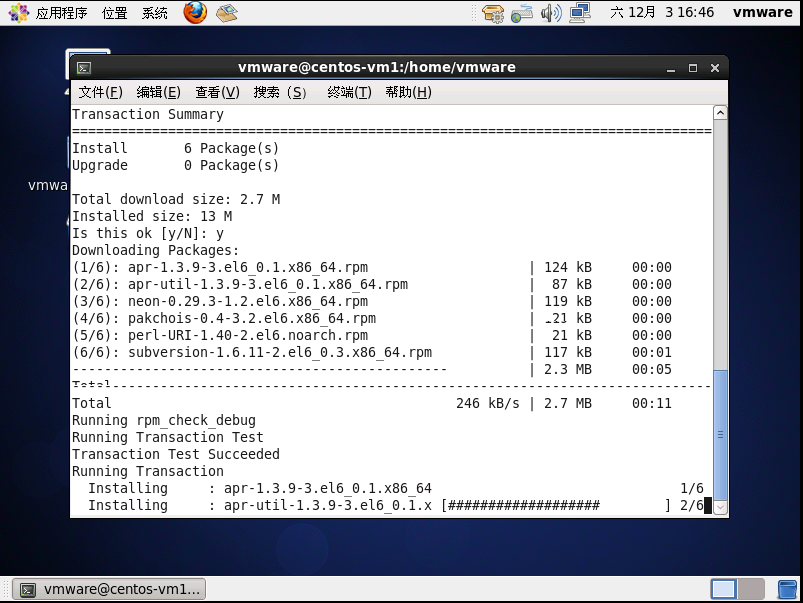 应用程序 位置 系统 六 12月 3 16:46 vmware
vmware@centos-vm1:/home/vmware
文件(F) 编辑(E) 查看(V) 搜索 (S) 终端(T) 帮助(H)
Transaction Summary
================================================================================
Install 6 Package(s)
Upgrade 0 Package(s)
Total download size: 2.7 M
Installed size: 13 M
Is this ok [y/N]: y
Downloading Packages:
(1/6): apr-1.3.9-3.el6_0.1.x86_64.rpm | 124 kB 00:00
(2/6): apr-util-1.3.9-3.el6_0.1.x86_64.rpm | 87 kB 00:00
(3/6): neon-0.29.3-1.2.el6.x86_64.rpm | 119 kB 00:00
(4/6): pakchois-0.4-3.2.el6.x86_64.rpm | 21 kB 00:00
(5/6): perl-URI-1.40-2.el6.noarch.rpm | 21 kB 00:00
(6/6): subversion-1.6.11-2.el6_0.3.x86_64.rpm | 117 kB 00:01
----------------------------------------------- | 2.3 MB 00:05
--------------------------------------------------------------------------------
Total 246 kB/s | 2.7 MB 00:11
Running rpm_check_debug
Running Transaction Test
Transaction Test Succeeded
Running Transaction
Installing : apr-1.3.9-3.el6_0.1.x86_64 1/6
Installing : apr-util-1.3.9-3.el6_0.1.x [################### ] 2/6
vmwa
vmware@centos-vm1...